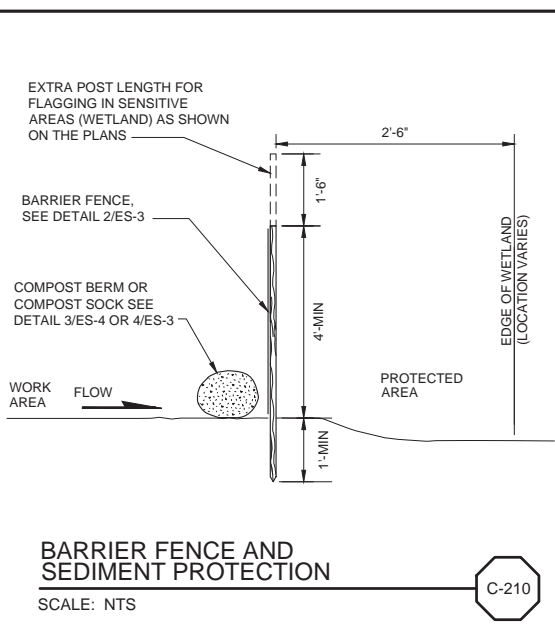 EXTRA POST LENGTH FOR
FLAGGING IN SENSITIVE
AREAS (WETLAND) AS SHOWN
ON THE PLANS
2'-6"
1'-6"
BARRIER FENCE,
SEE DETAIL 2/ES-3
EDGE OF WETLAND
(LOCATION VARIES)
4'-MIN
COMPOST BERM OR
COMPOST SOCK SEE
DETAIL 3/ES-4 OR 4/ES-3
WORK
AREA
FLOW
PROTECTED
AREA
1'-MIN
BARRIER FENCE AND
SEDIMENT PROTECTION
SCALE: NTS
C-210